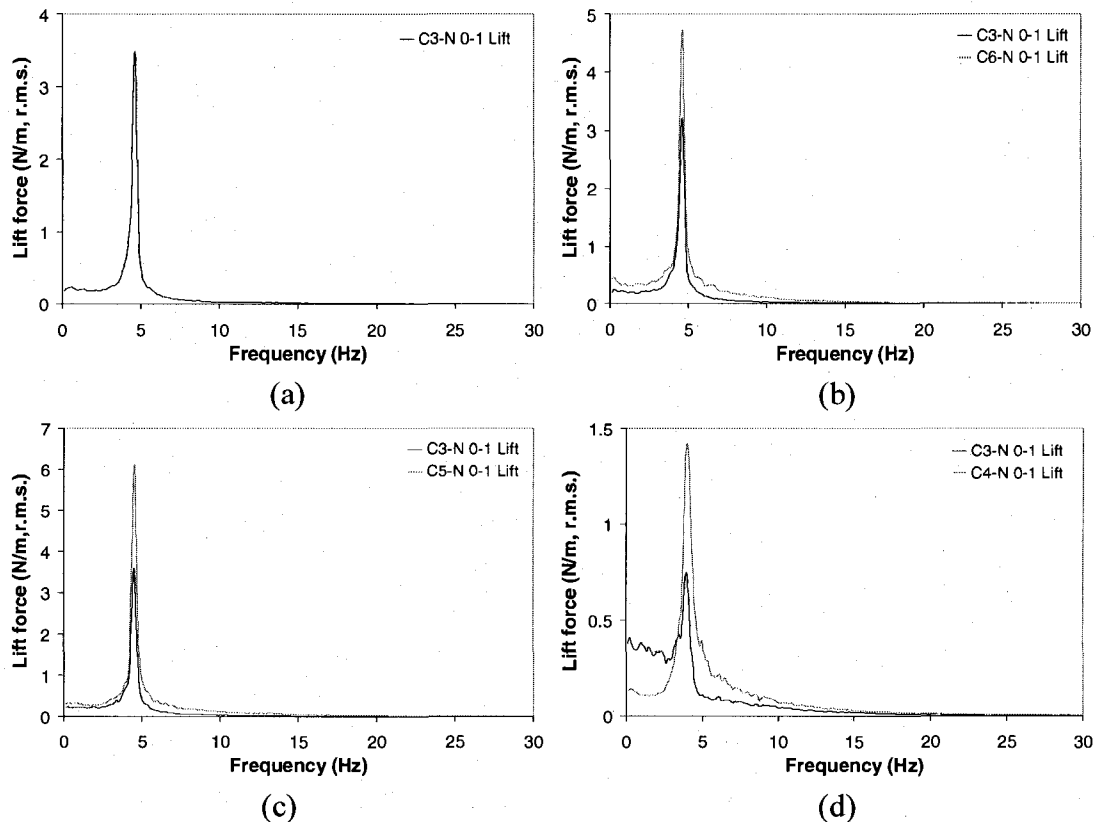 4
3
2
1
0
Lift force (N/m, r.m.s.)
C3-N 0-1 Lift
0 5 10 15 20 25 30
Frequency (Hz)
(a)
5
4
3
2
1
0
Lift force (N/m, r.m.s.)
C3-N 0-1 Lift
C6-N 0-1 Lift
0 5 10 15 20 25 30
Frequency (Hz)
(b)
7
6
5
4
3
2
1
0
Lift force (N/m,r.m.s.)
C3-N 0-1 Lift
C5-N 0-1 Lift
0 5 10 15 20 25 30
Frequency (Hz)
(c)
1.5
1
0.5
0
Lift force (N/m, r.m.s.)
C3-N 0-1 Lift
C4-N 0-1 Lift
0 5 10 15 20 25 30
Frequency (Hz)
(d)